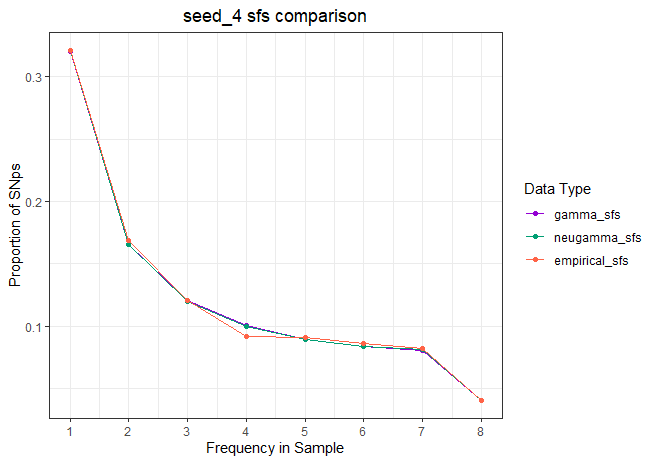 seed_4 sfs comparison
Proportion of SNps
0.3
0.2
0.1
1 2 3 4 5 6 7 8
Frequency in Sample
Data Type
gamma_sfs
neugamma_sfs
empirical_sfs